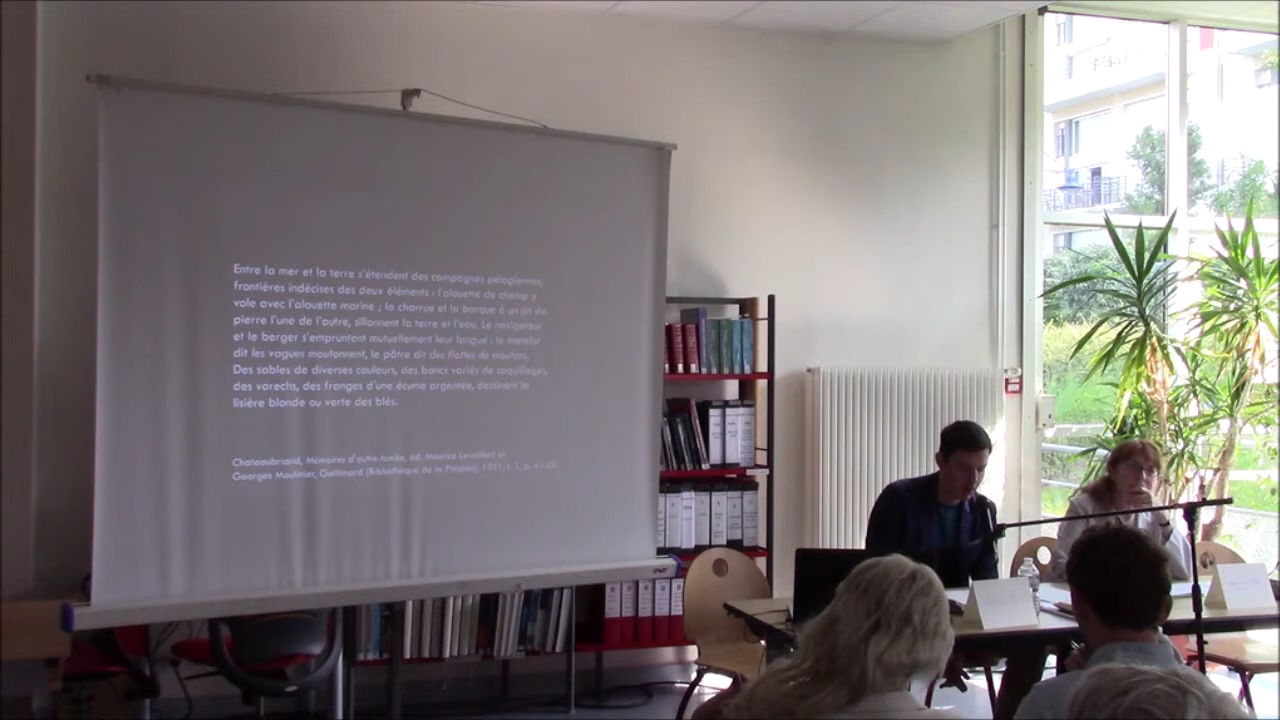 Entre la mer et la terre s'étendent des campagnes pélagiennes,
frontières indécises des deux éléments : l'alouette de champ y
vole avec l'alouette marine ; la charrue et la barque à un jet de
pierre l'une de l'autre, sillonnent la terre et l'eau. Le navigateur
et le berger s'empruntent mutuellement leur langue : le matelot
dit les vagues moutonnent, le pâtre dit des flottes de moutons.
Des sables de diverses couleurs, des bancs variés de coquillages,
des varechs, des franges d'une écume argentée, dessinent la
lisière blonde ou verte des blés.
Chateaubriand, Mémoires d'outre-tombe, éd. Maurice Levaillant et
Georges Moulinier, Gallimard (Bibliothèque de la Pléiade), 1951, t. I, p.